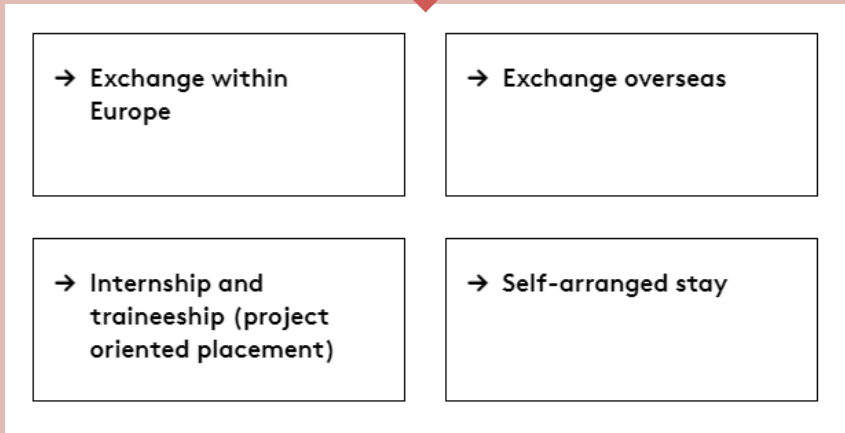 → Exchange within
Europe
→ Exchange overseas
→ Internship and
traineeship (project
oriented placement)
→ Self-arranged stay